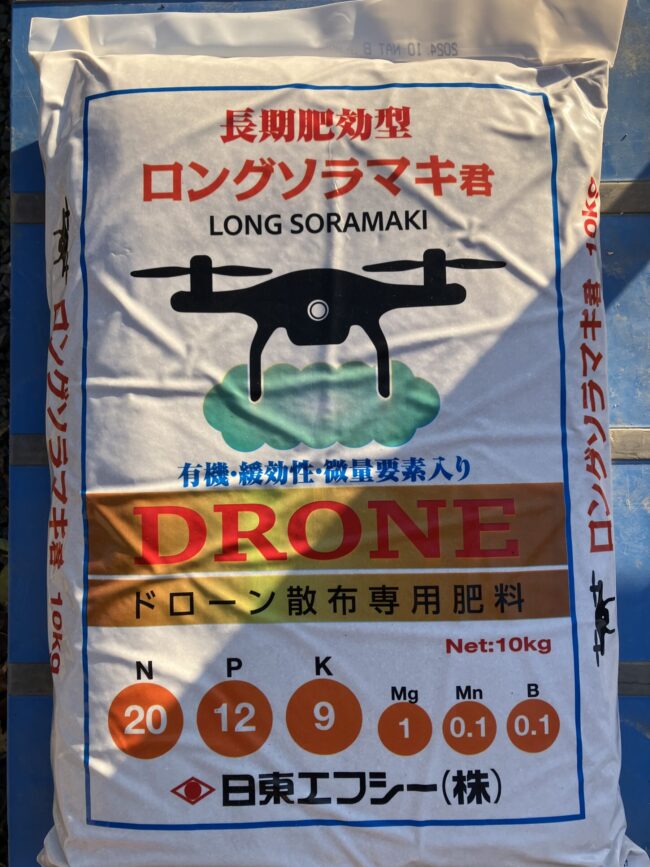 2024.10 NAT B
長期肥効型
ロングソラマキ君
LONG SORAMAKI
有機・緩効性・微量要素入り
DRONE
ドローン散布専用肥料
Net:10kg
N P K Mg Mn B
20 12 9 1 0.1 0.1
日東エフシー(株)
ロングソラマキ君 10kg
ロングソラマキ君 10kg